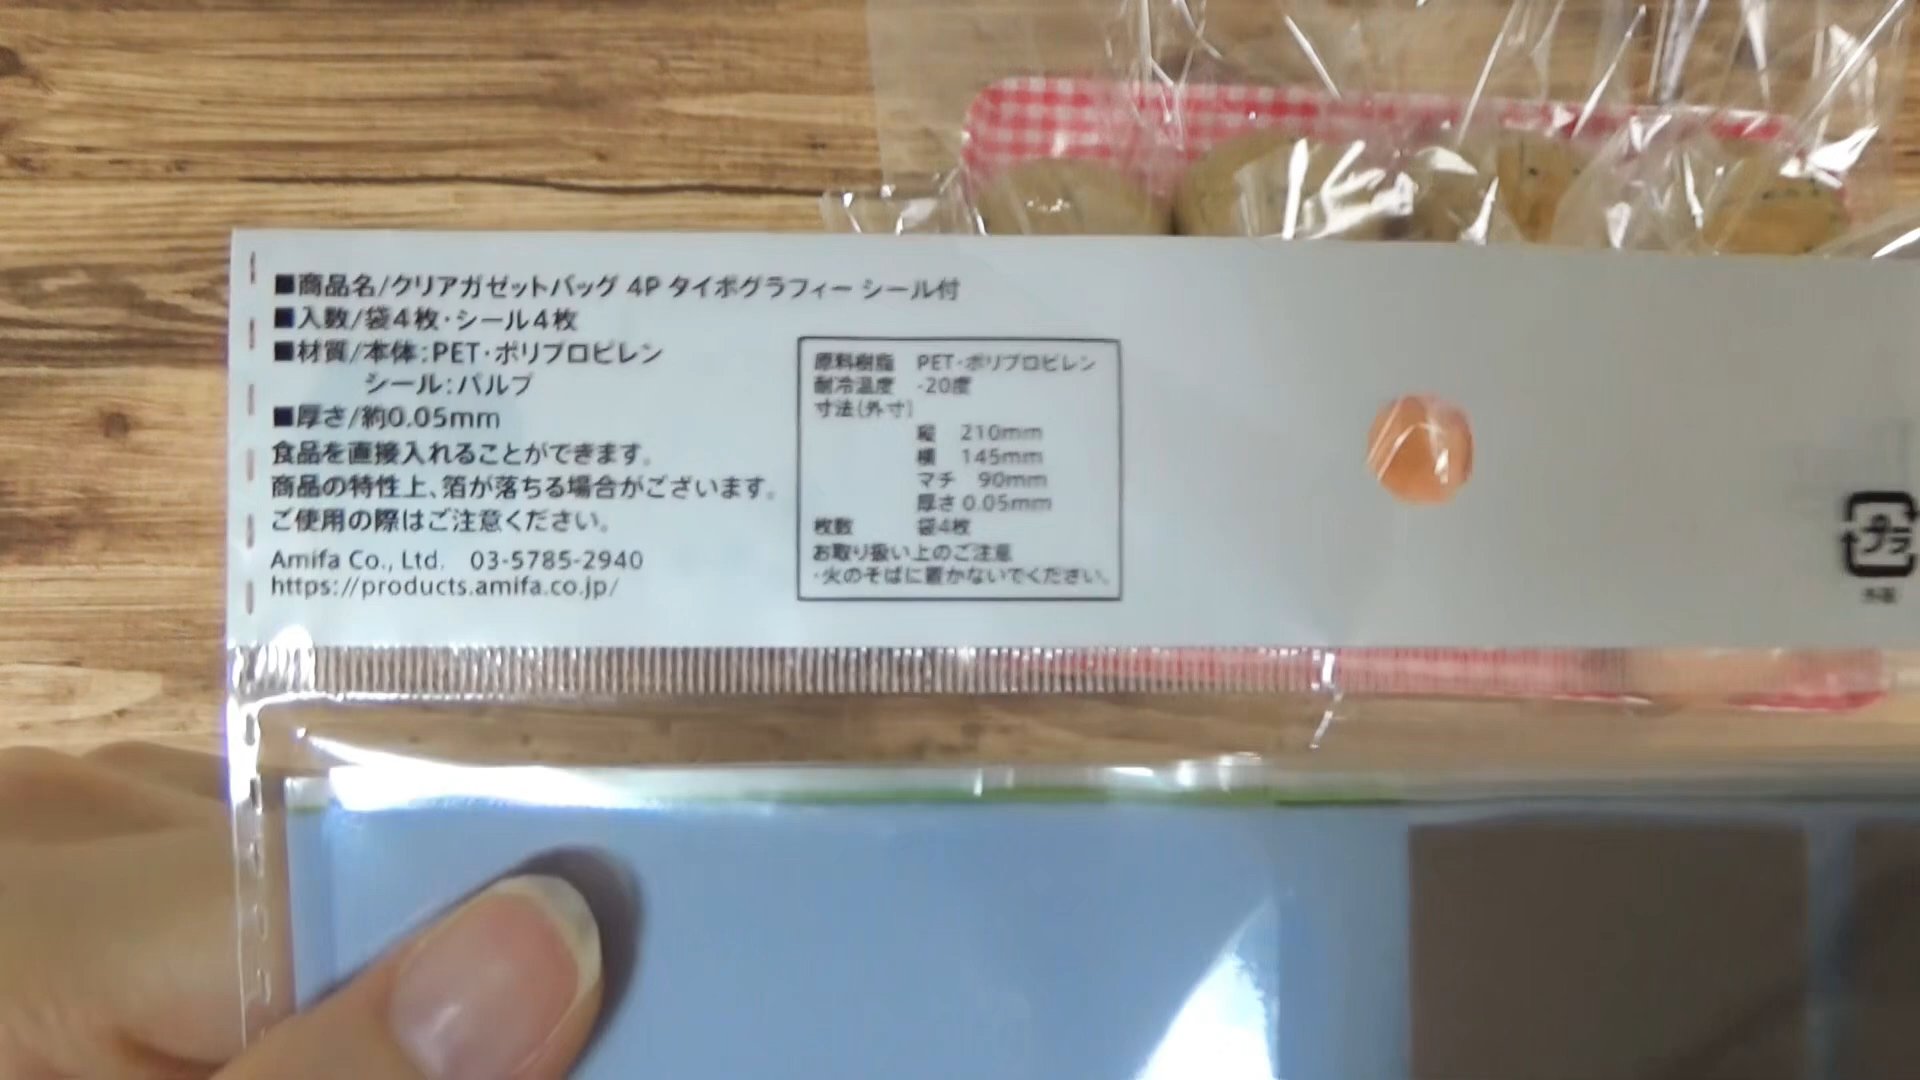 ■商品名/クリアガゼットバッグ 4P タイポグラフィー シール付
■入数/袋4枚・シール4枚
■材質/本体:PET・ポリプロピレン
シール:パルプ
■厚さ/約0.05mm
食品を直接入れることができます。
商品の特性上、箔が落ちる場合がございます。
ご使用の際はご注意ください。
Amifa Co., Ltd. 03-5785-2940
https://products.amifa.co.jp/
原料樹脂 PET・ポリプロピレン
耐冷温度 -20度
寸法(外寸)
縦 210mm
横 145mm
マチ 90mm
厚さ 0.05mm
枚数 袋4枚
お取り扱い上のご注意
・火のそばに置かないでください。
プラ